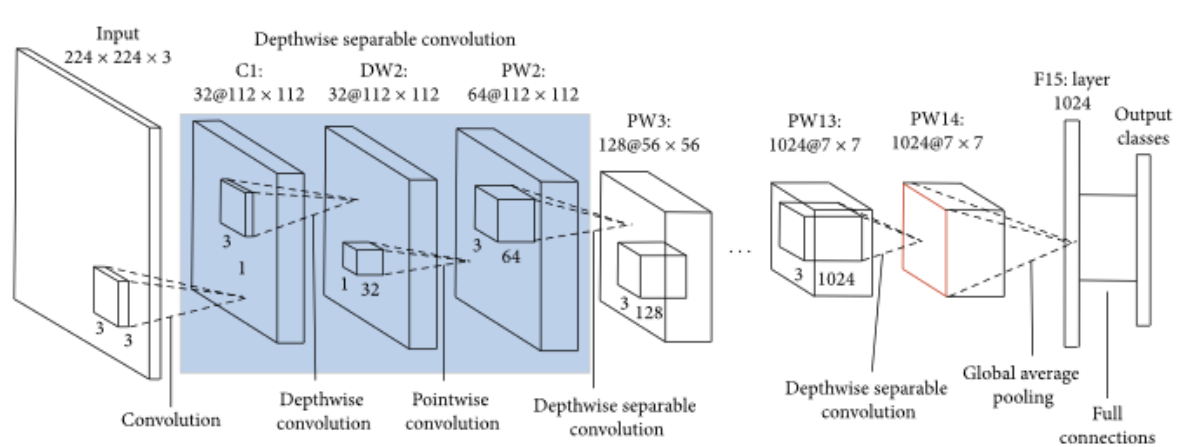 Input
224 × 224 × 3
Depthwise separable convolution
C1:
32@112 × 112
DW2:
32@112 × 112
PW2:
64@112 × 112
PW3:
128@56 × 56
PW13:
1024@7 × 7
PW14:
1024@7 × 7
F15: layer
1024
Output
classes
3
3
3
1
1
32
3
64
3
128
...
3
1024
Convolution
Depthwise
convolution
Pointwise
convolution
Depthwise separable
convolution
Depthwise separable
convolution
Global average
pooling
Full
connections